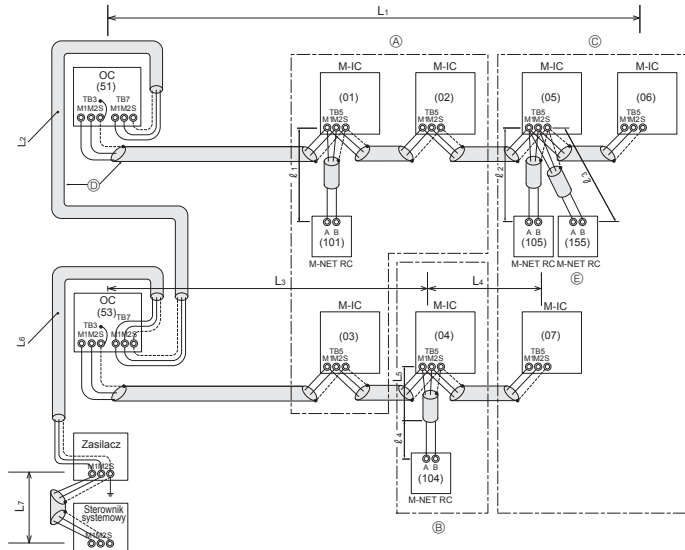 L1
Ⓐ
Ⓒ
OC
(51)
TB3
TB7
M1M2S
M1M2S
M-IC
(01)
TB5
M1M2S
M-IC
(02)
TB5
M1M2S
M-IC
(05)
TB5
M1M2S
M-IC
(06)
TB5
M1M2S
L2
Ⓓ
ℓ1
ℓ2
ℓ3
A B
(101)
M-NET RC
A B
(105)
M-NET RC
A B
(155)
M-NET RC
Ⓔ
L3
L4
OC
(53)
TB3
TB7
M1M2S
M1M2S
M-IC
(03)
TB5
M1M2S
M-IC
(04)
TB5
M1M2S
M-IC
(07)
TB5
M1M2S
L6
L5
ℓ4
A B
(104)
M-NET RC
Ⓑ
Zasilacz
M1M2S
L7
Sterownik
systemowy
M1M2S